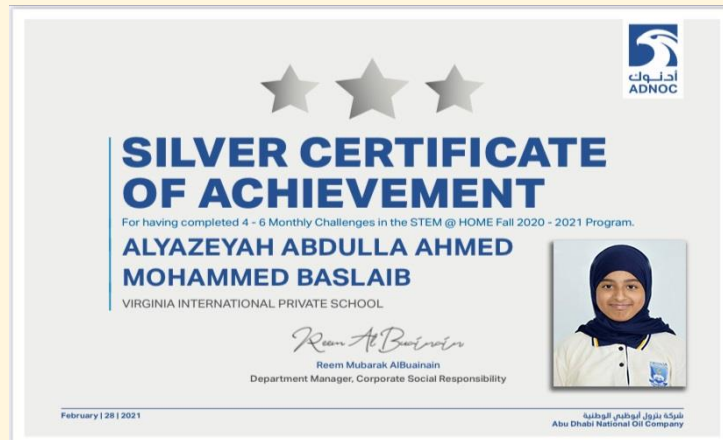 أدنـوك
ADNOC
SILVER CERTIFICATE
OF ACHIEVEMENT
For having completed 4 - 6 Monthly Challenges in the STEM @ HOME Fall 2020 - 2021 Program.
ALYAZEYAH ABDULLA AHMED
MOHAMMED BASLAIB
VIRGINIA INTERNATIONAL PRIVATE SCHOOL
Reem Al Buainain
Reem Mubarak AlBuainain
Department Manager, Corporate Social Responsibility
February | 28 | 2021
شركة بترول أبوظبي الوطنية
Abu Dhabi National Oil Company